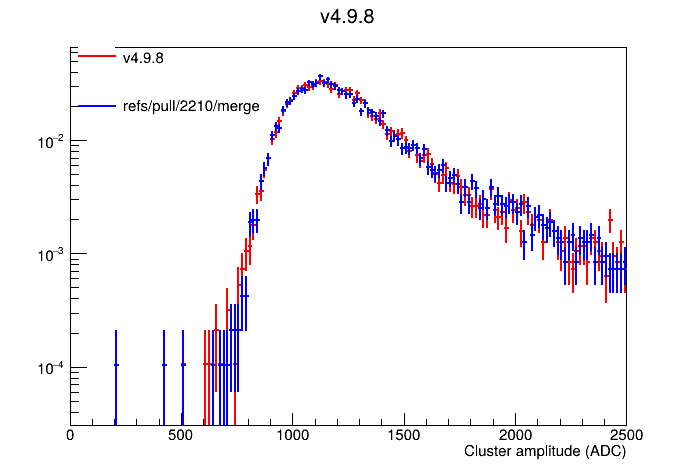 v4.9.8
v4.9.8
refs/pull/2210/merge
10⁻²
10⁻³
10⁻⁴
0 500 1000 1500 2000 2500
Cluster amplitude (ADC)